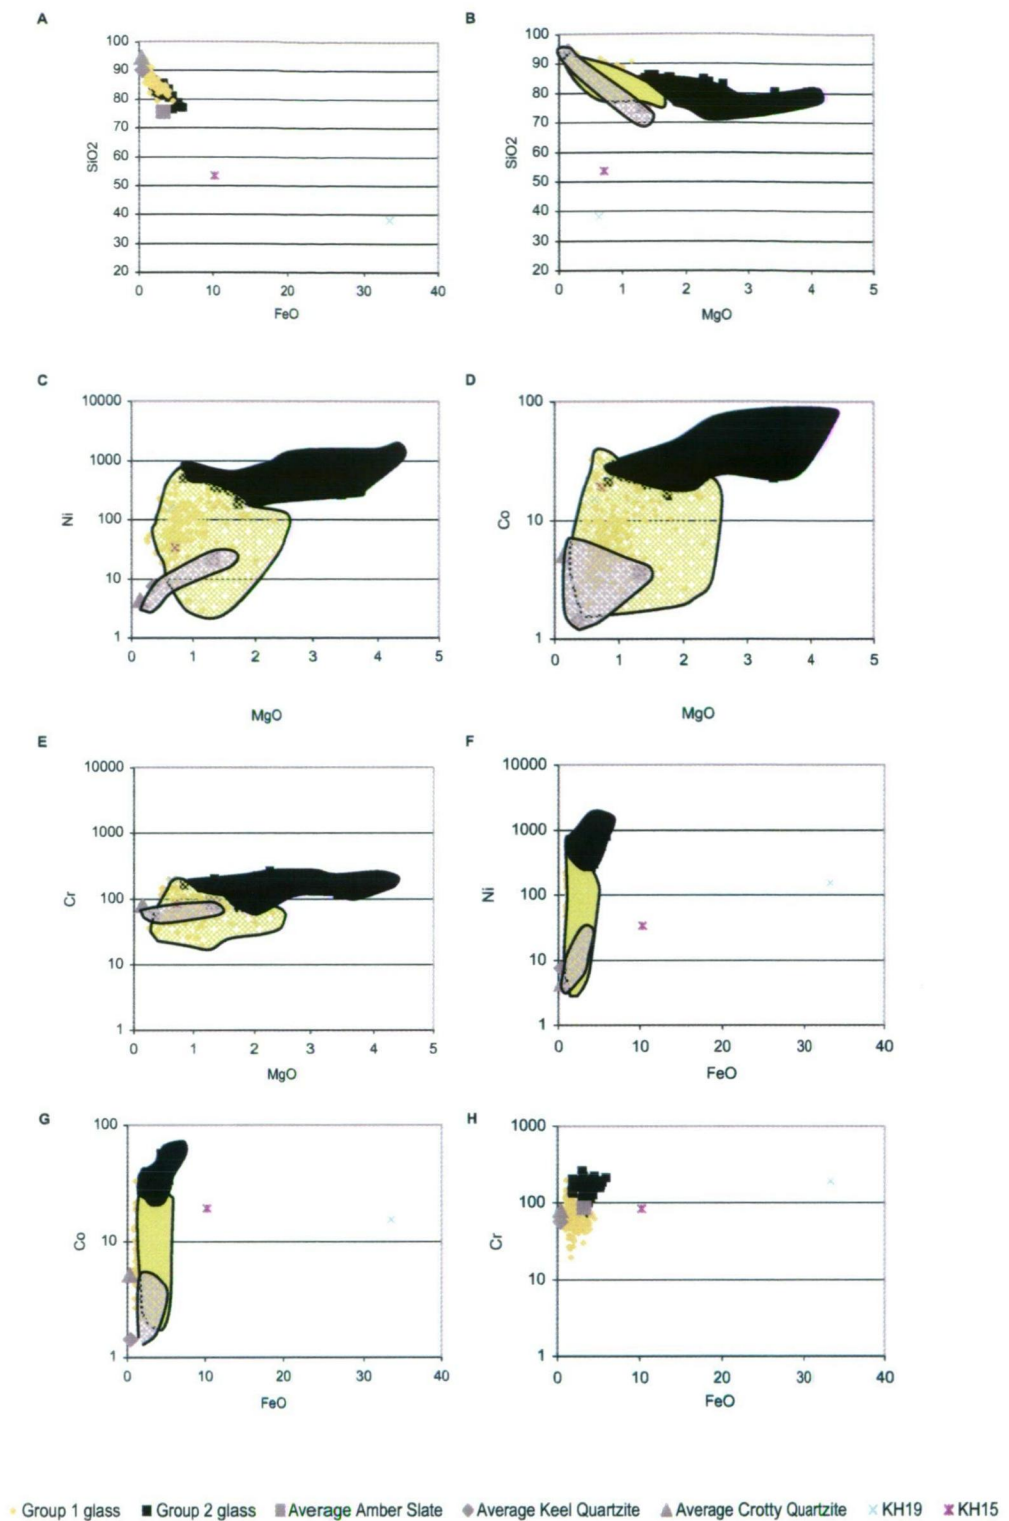 A
100
90
80
70
60
50
40
30
20
SiO2
0 10 20 30 40
FeO
B
100
90
80
70
60
50
40
30
20
SiO2
0 1 2 3 4 5
MgO
C
10000
1000
100
10
1
Ni
0 1 2 3 4 5
MgO
D
100
10
1
Co
0 1 2 3 4 5
MgO
E
10000
1000
100
10
1
Cr
0 1 2 3 4 5
MgO
F
10000
1000
100
10
1
Ni
0 10 20 30 40
FeO
G
100
10
1
Co
0 10 20 30 40
FeO
H
1000
100
10
1
Cr
0 10 20 30 40
FeO
Group 1 glass Group 2 glass Average Amber Slate Average Keel Quartzite Average Crotty Quartzite KH19 KH15